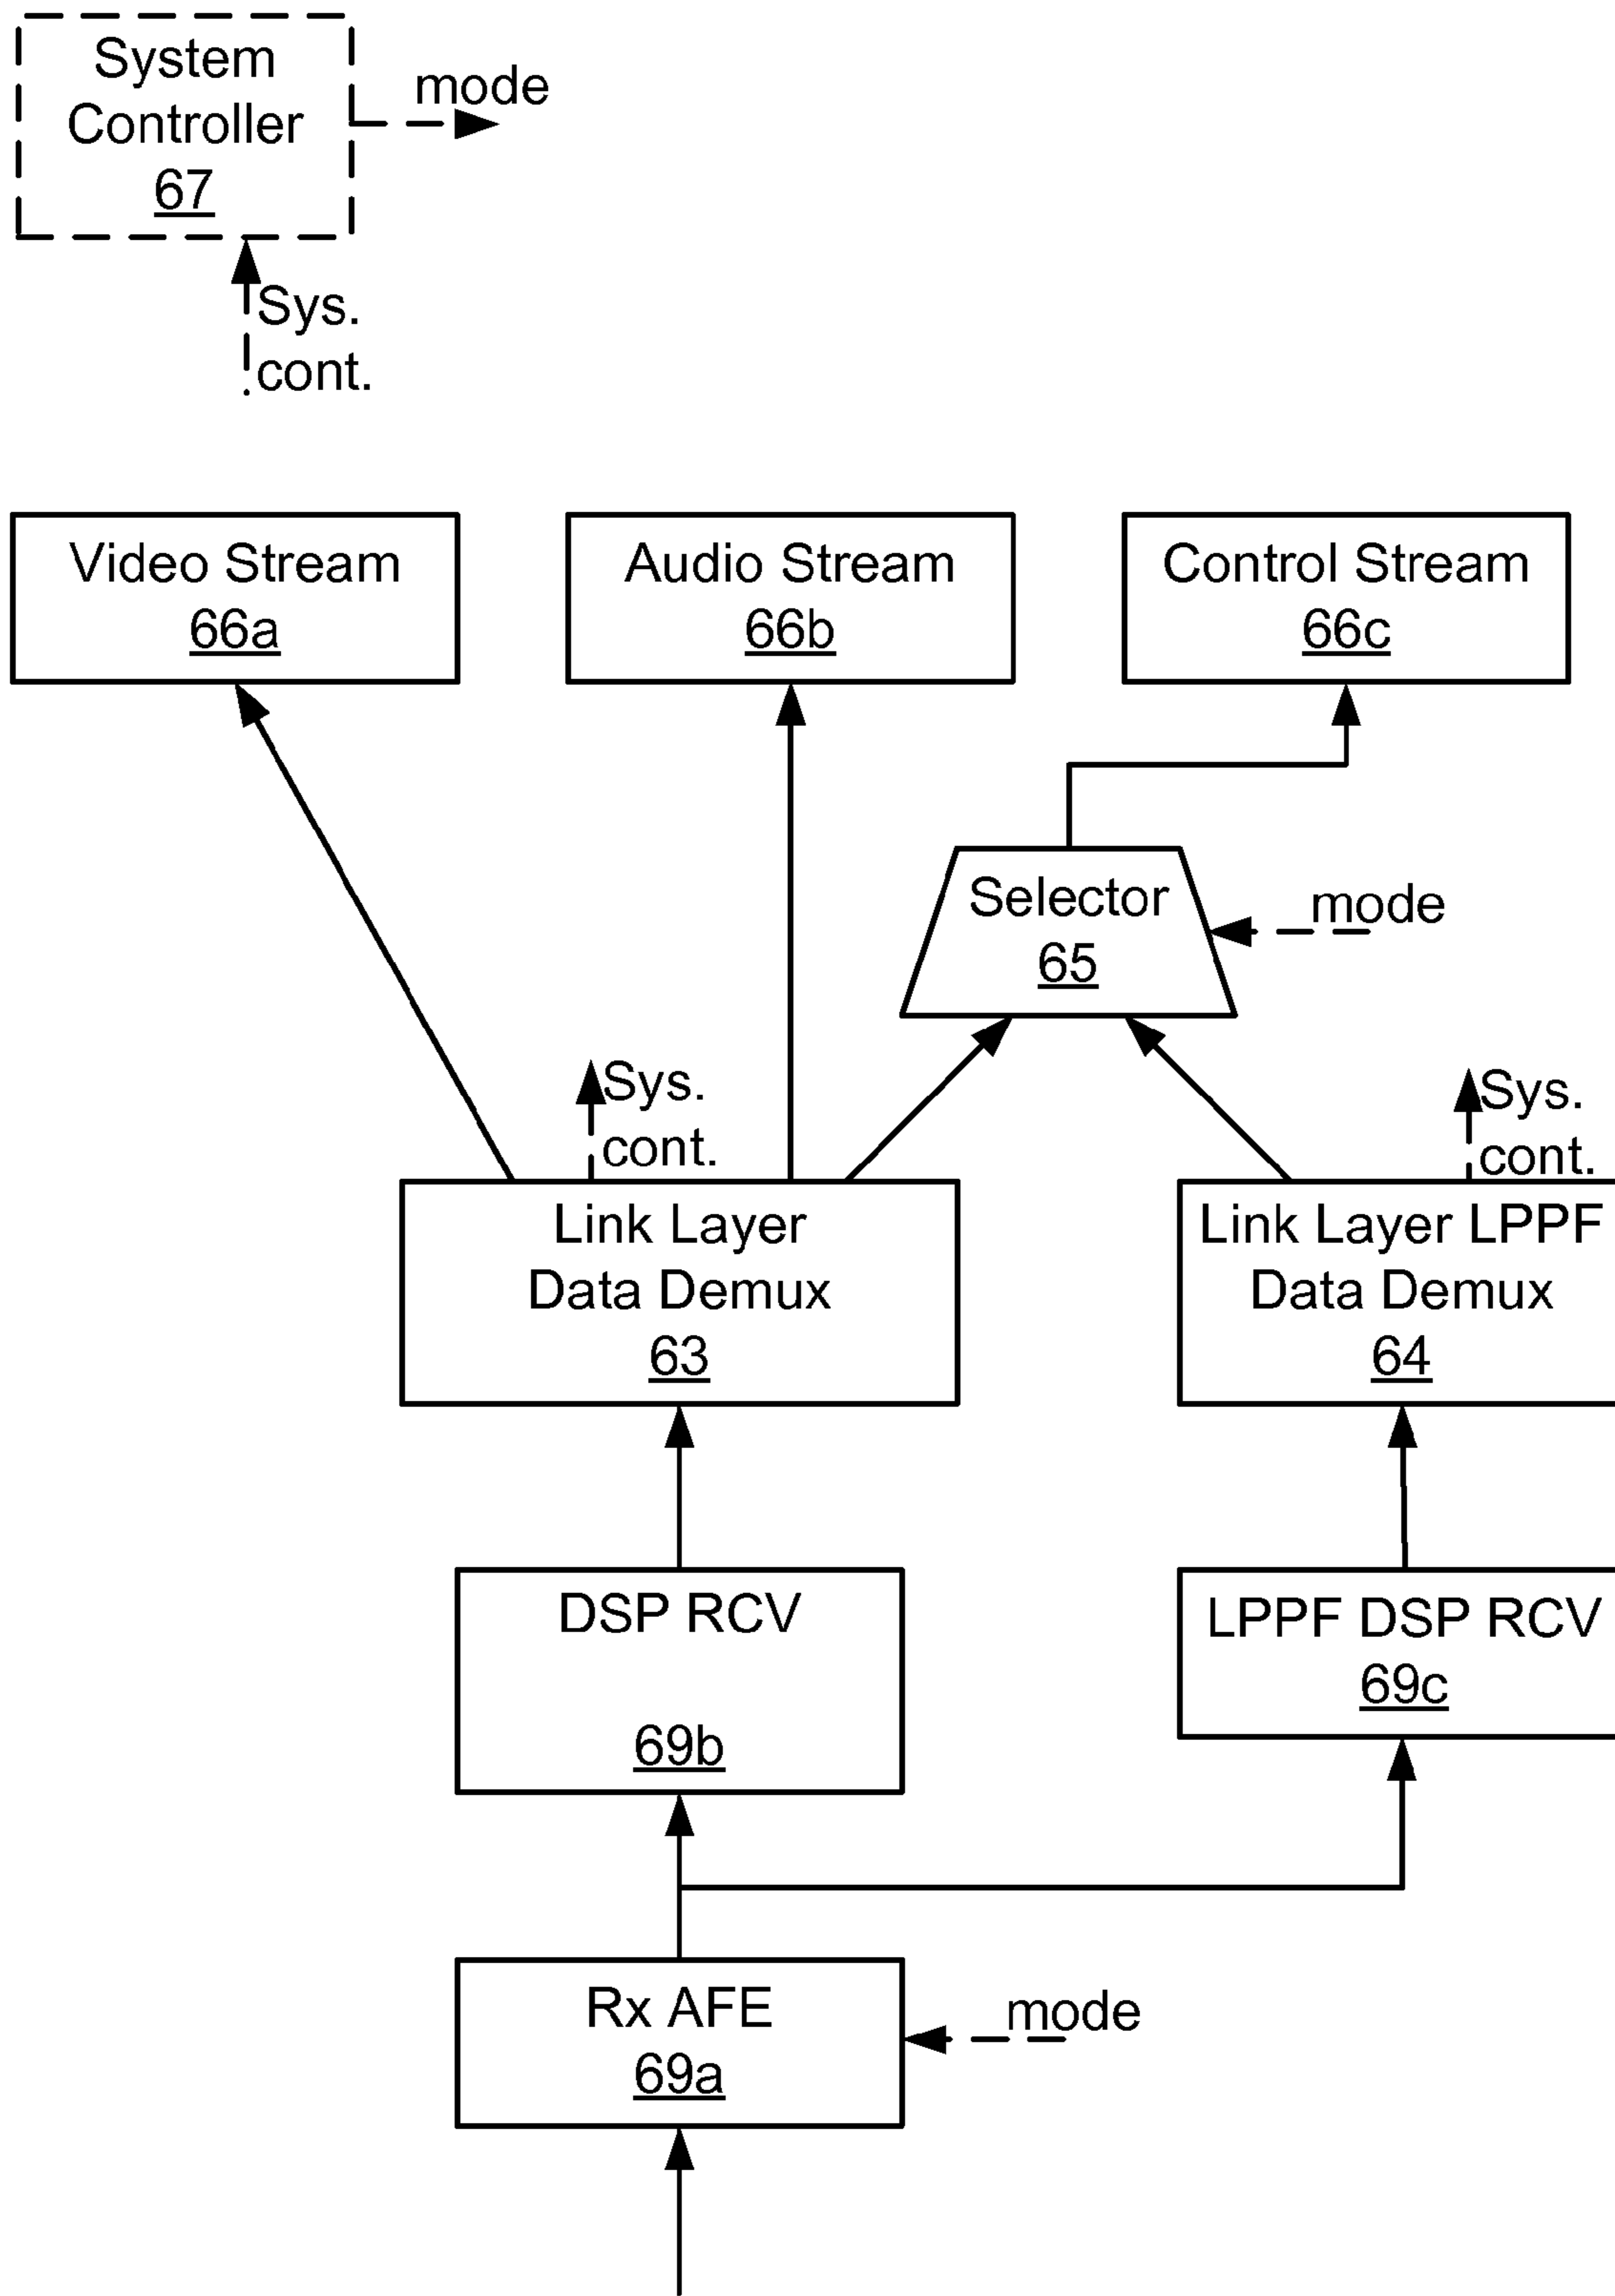 System
Controller
67
mode
Sys.
cont.
Video Stream
66a
Audio Stream
66b
Control Stream
66c
Selector
65
mode
Sys.
cont.
Sys.
cont.
Link Layer
Data Demux
63
Link Layer LPPF
Data Demux
64
DSP RCV
69b
LPPF DSP RCV
69c
Rx AFE
69a
mode